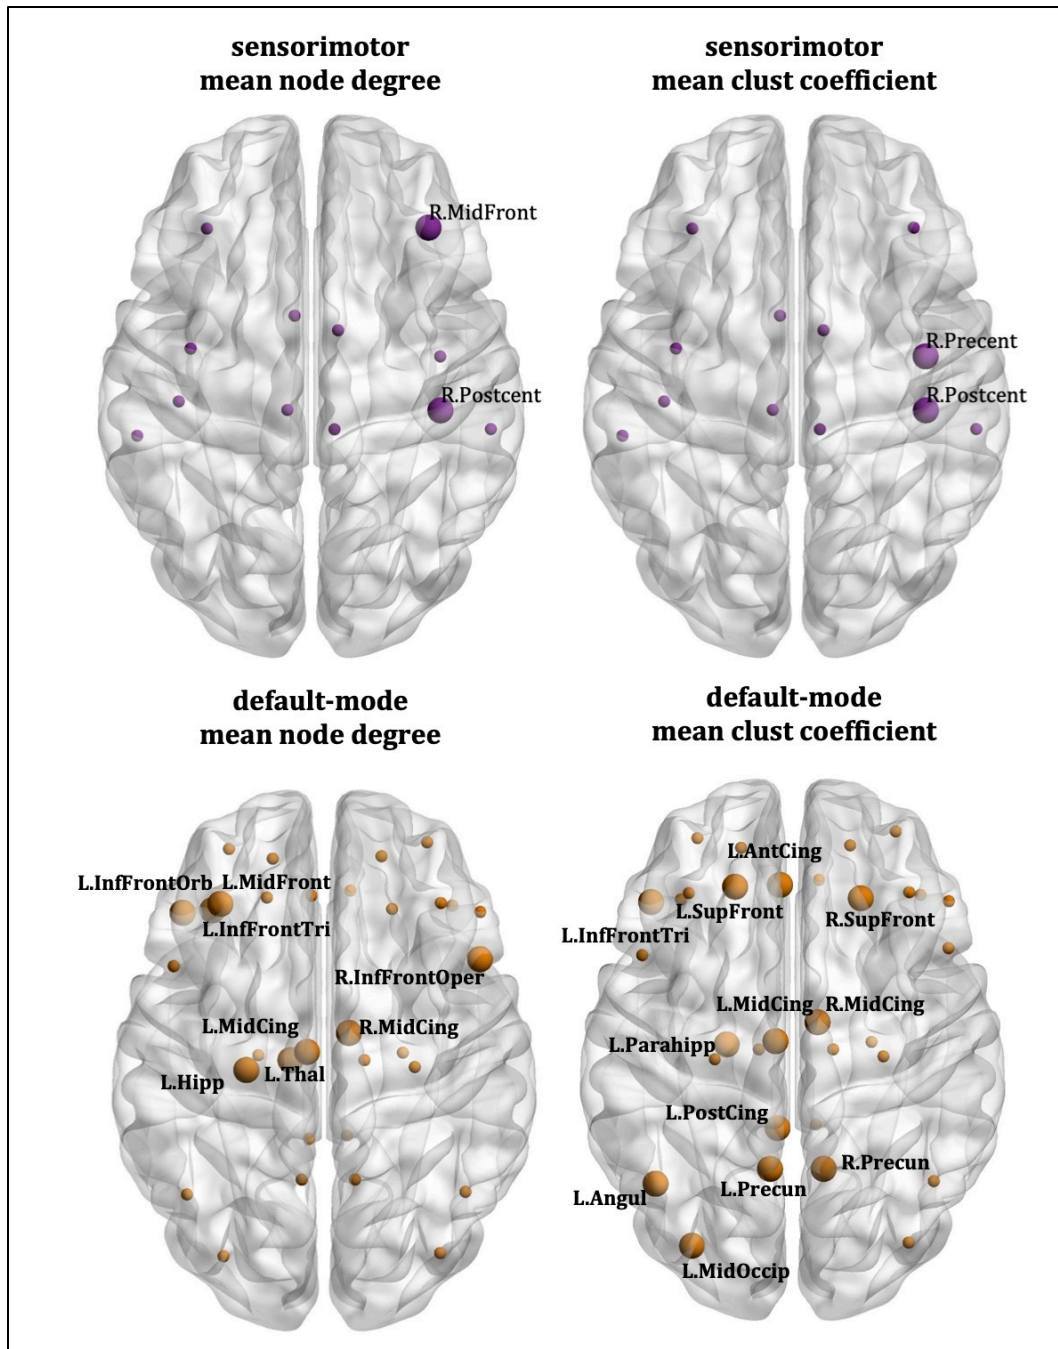 sensorimotor
mean node degree
sensorimotor
mean clust coefficient
R.MidFront
R.Postcent
R.Precent
R.Postcent
default-mode
mean node degree
default-mode
mean clust coefficient
L.InfFrontOrb
L.MidFront
L.InfFrontTri
R.InfFrontOper
L.MidCing
R.MidCing
L.Hipp
L.Thal
L.AntCing
L.SupFront
R.SupFront
L.InfFrontTri
L.MidCing
R.MidCing
L.Parahipp
L.PostCing
R.Precun
L.Precun
L.Angul
L.MidOccip